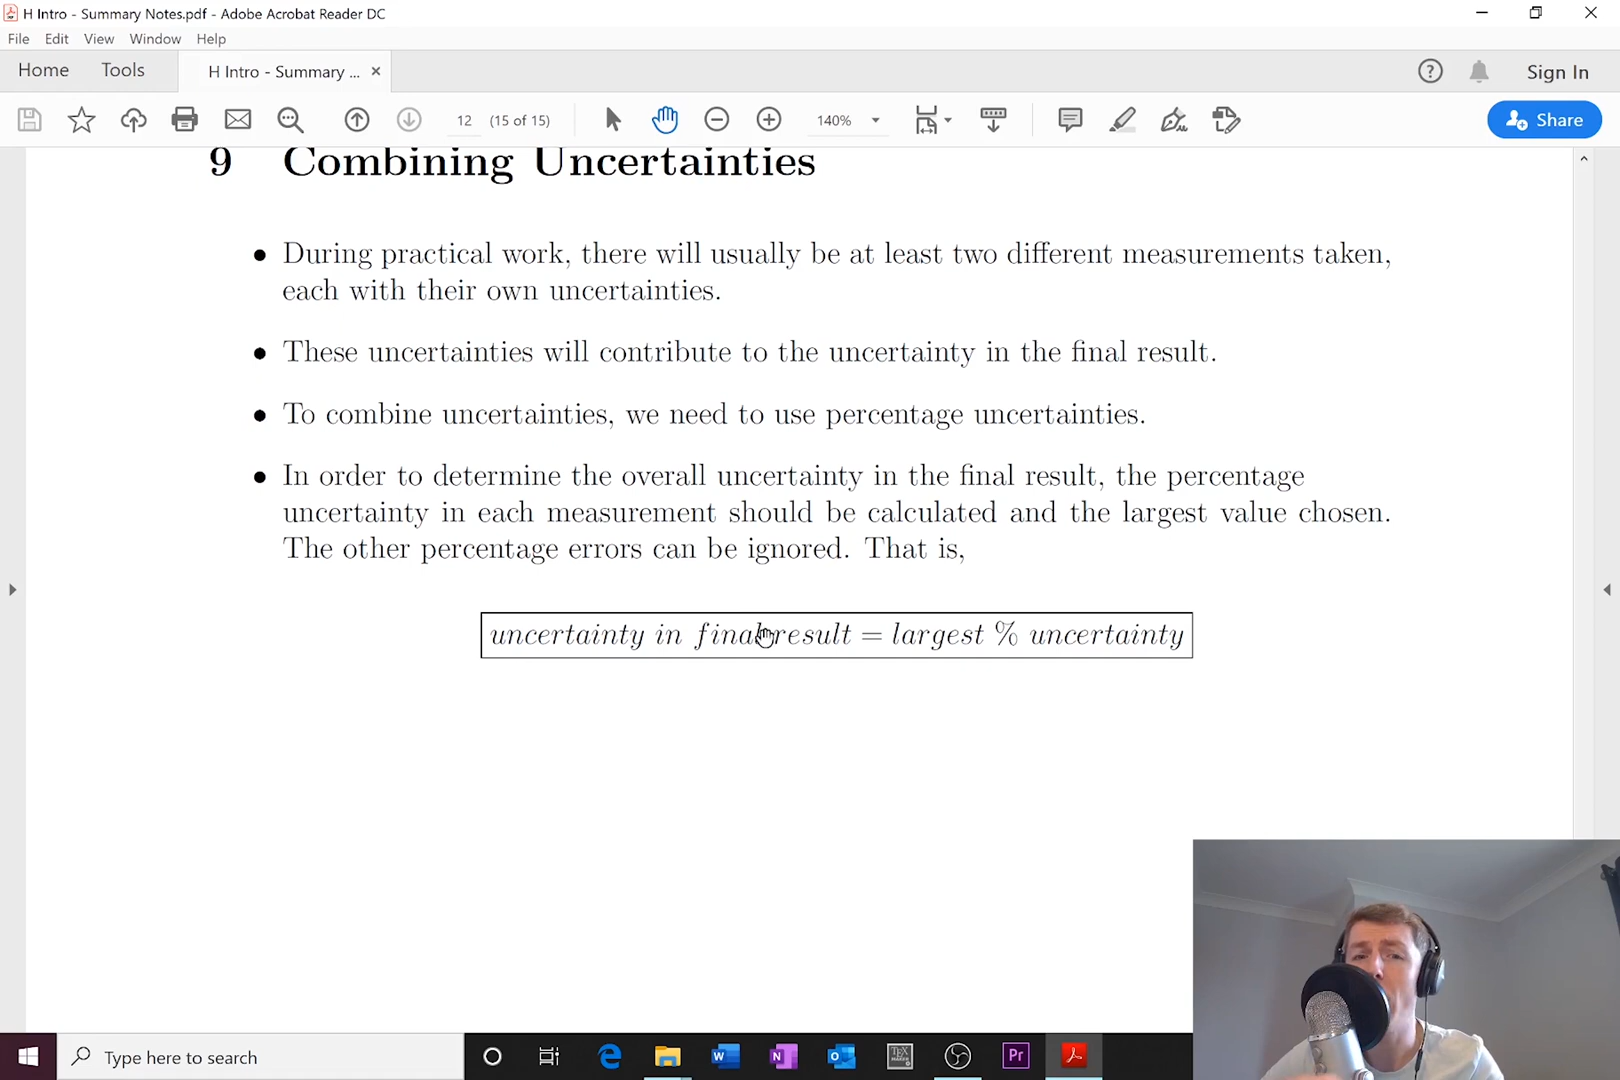 H Intro - Summary Notes.pdf - Adobe Acrobat Reader DC
File Edit View Window Help
Home Tools H Intro - Summary ... × Sign In
12 (15 of 15) 140% Share
9 Combining Uncertainties
• During practical work, there will usually be at least two different measurements taken,
each with their own uncertainties.
• These uncertainties will contribute to the uncertainty in the final result.
• To combine uncertainties, we need to use percentage uncertainties.
• In order to determine the overall uncertainty in the final result, the percentage
uncertainty in each measurement should be calculated and the largest value chosen.
The other percentage errors can be ignored. That is,
uncertainty in final result = largest % uncertainty
Type here to search
Pr